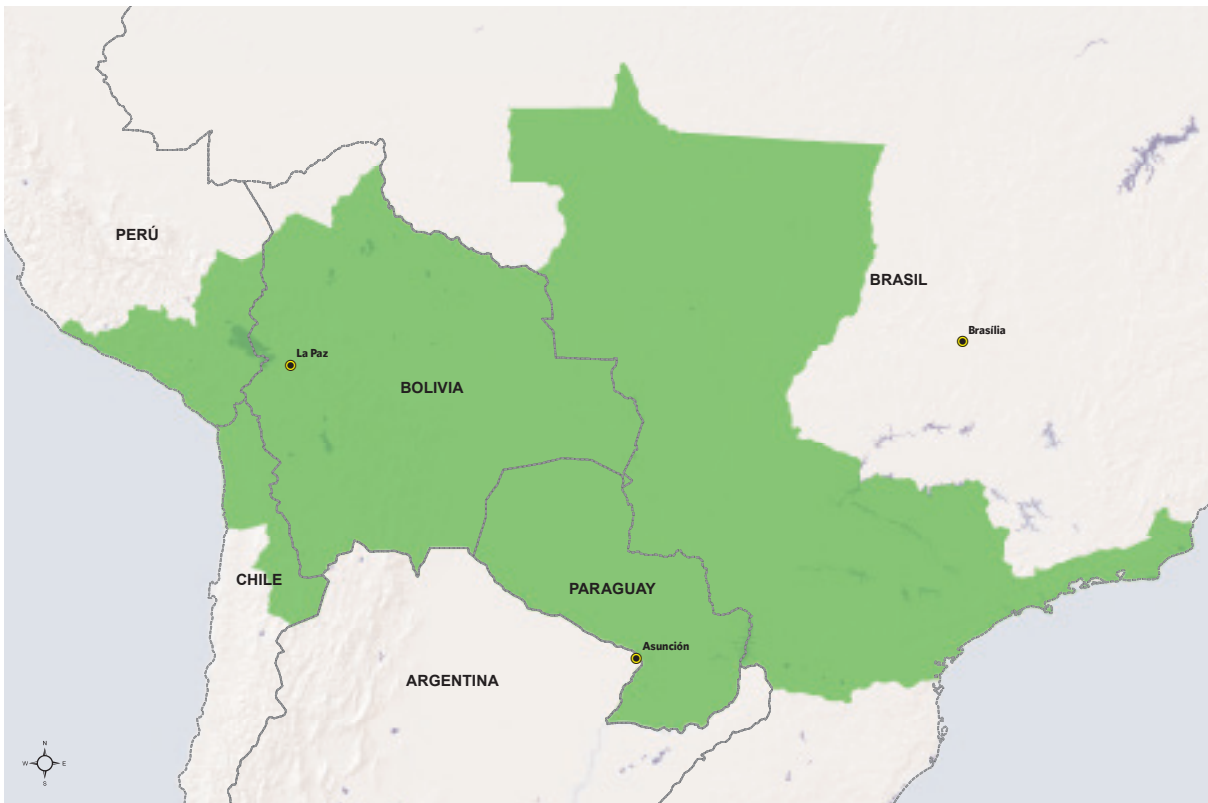 PERÚ
BRASIL
Brasília
La Paz
BOLIVIA
CHILE
PARAGUAY
Asunción
ARGENTINA
N
W E
S